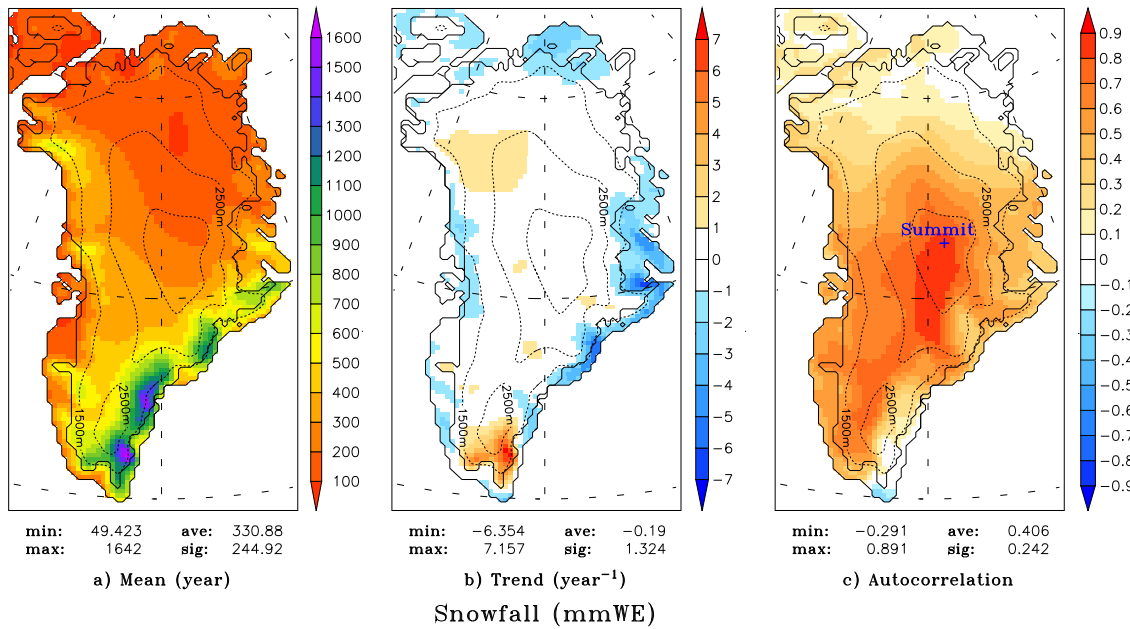 1600
1500
1400
1300
1200
1100
1000
900
800
700
600
500
400
300
200
100
2500m
2500m
1500m
min: 49.423 ave: 330.88
max: 1642 sig: 244.92
a) Mean (year)
7
6
5
4
3
2
1
0
−1
−2
−3
−4
−5
−6
−7
2500m
2500m
1500m
min: −6.354 ave: −0.19
max: 7.157 sig: 1.324
b) Trend (year⁻¹)
0.9
0.8
0.7
0.6
0.5
0.4
0.3
0.2
0.1
0
−0.1
−0.2
−0.3
−0.4
−0.5
−0.6
−0.7
−0.8
−0.9
2500m
Summit
2500m
1500m
min: −0.291 ave: 0.406
max: 0.891 sig: 0.242
c) Autocorrelation
Snowfall (mmWE)